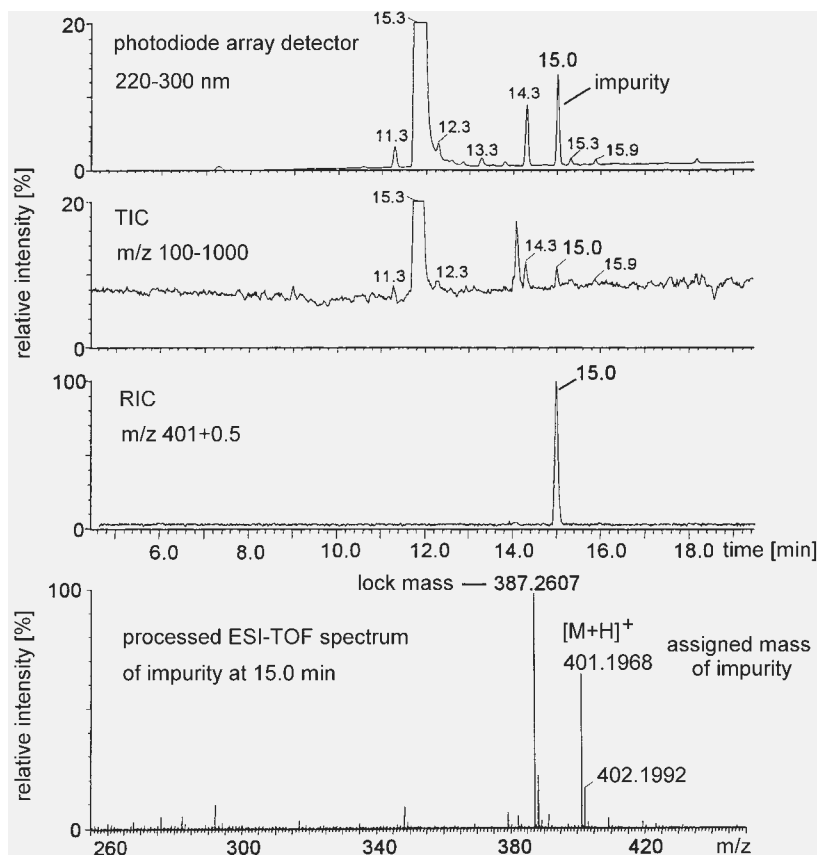 relative intensity [%]
20
0
photodiode array detector
220-300 nm
15.3
11.3
12.3
13.3
14.3
15.0
impurity
15.3
15.9
20
0
TIC
m/z 100-1000
15.3
11.3
12.3
14.3
15.0
15.9
100
0
RIC
m/z 401+0.5
15.0
6.0 8.0 10.0 12.0 14.0 16.0 18.0 time [min]
relative intensity [%]
100
0
lock mass — 387.2607
processed ESI-TOF spectrum
of impurity at 15.0 min
[M+H]+
401.1968
assigned mass
of impurity
402.1992
260 300 340 380 420 m/z